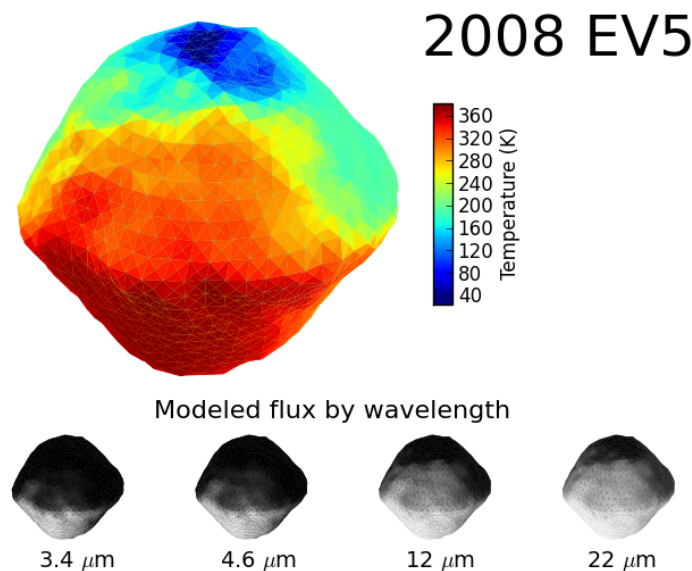 2008 EV5
360
320
280
240
200
160
120
80
40
Temperature (K)
Modeled flux by wavelength
3.4 μm
4.6 μm
12 μm
22 μm